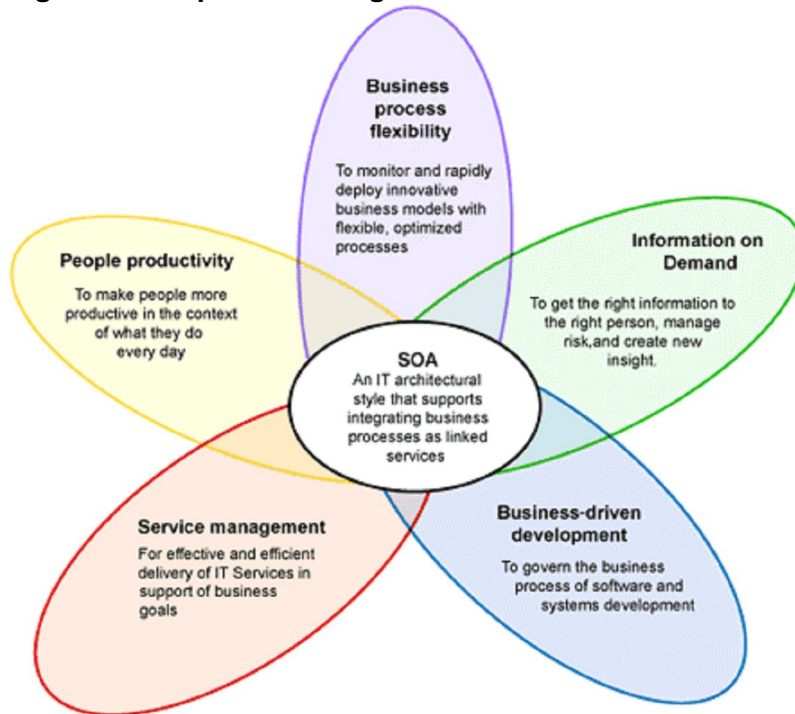 Business
process
flexibility
To monitor and rapidly
deploy innovative
business models with
flexible, optimized
processes
People productivity
To make people more
productive in the context
of what they do
every day
Information on
Demand
To get the right information to
the right person, manage
risk,and create new
insight.
SOA
An IT architectural
style that supports
integrating business
processes as linked
services
Service management
For effective and efficient
delivery of IT Services in
support of business
goals
Business-driven
development
To govern the business
process of software and
systems development